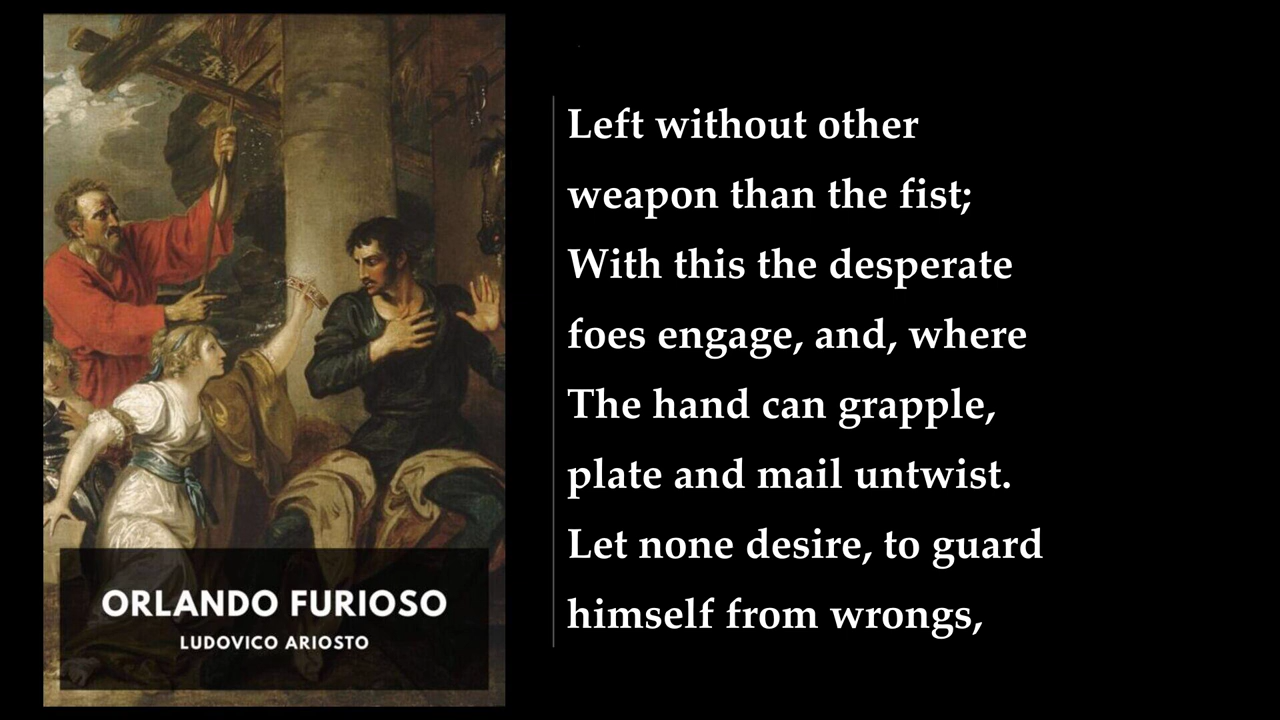 ORLANDO FURIOSO
LUDOVICO ARIOSTO
Left without other
weapon than the fist;
With this the desperate
foes engage, and, where
The hand can grapple,
plate and mail untwist.
Let none desire, to guard
himself from wrongs,